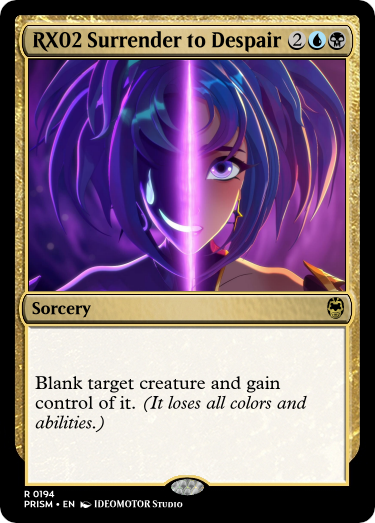 RX02 Surrender to Despair 2
Sorcery
Blank target creature and gain
control of it. (It loses all colors and
abilities.)
R 0194
PRISM • EN IDEOMOTOR Studio